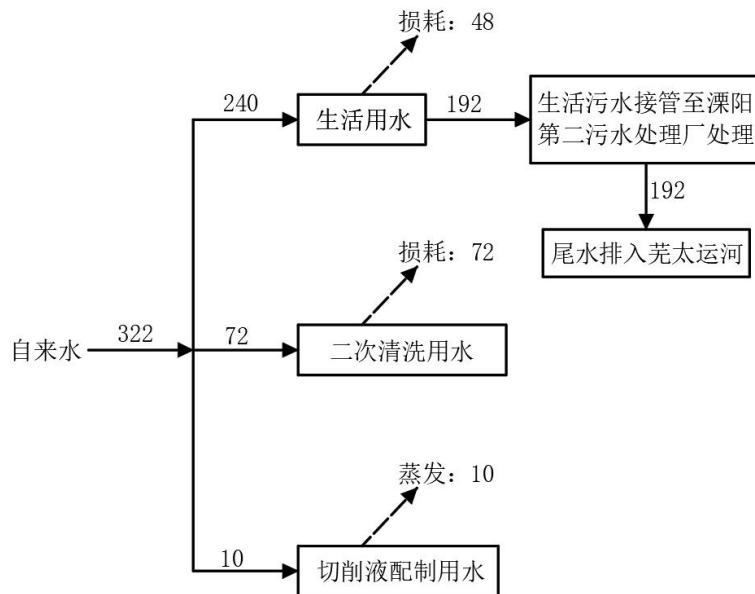 损耗：48
240
生活用水
192
生活污水接管至溧阳
第二污水处理厂处理
192
尾水排入芜太运河
损耗：72
自来水
322
72
二次清洗用水
蒸发：10
10
切削液配制用水